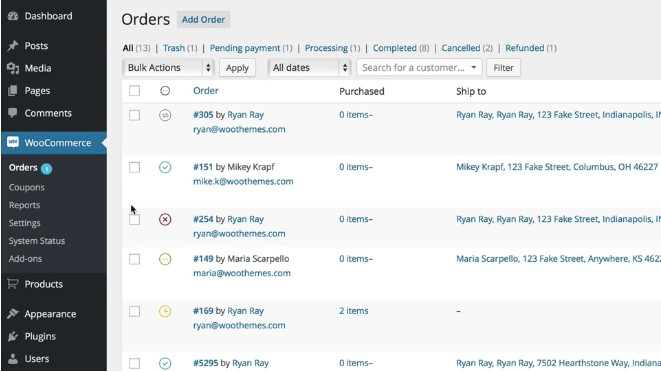 Dashboard
Posts
Media
Pages
Comments
WooCommerce
Orders 1
Coupons
Reports
Settings
System Status
Add-ons
Products
Appearance
Plugins
Users
Orders Add Order
All (13) | Trash (1) | Pending payment (1) | Processing (1) | Completed (8) | Cancelled (2) | Refunded (1)
Bulk Actions Apply All dates Search for a customer... Filter
Order Purchased Ship to
#305 by Ryan Ray 0 items– Ryan Ray, Ryan Ray, 123 Fake Street, Indianapolis, IN
ryan@woothemes.com
#151 by Mikey Krapf 0 items– Mikey Krapf, 123 Fake Street, Columbus, OH 46227
mike.k@woothemes.com
#254 by Ryan Ray 0 items– Ryan Ray, Ryan Ray, 123 Fake Street, Indianapolis, IN
ryan@woothemes.com
#149 by Maria Scarpello 0 items– Maria Scarpello, 123 Fake Street, Anywhere, KS 462
maria@woothemes.com
#169 by Ryan Ray 2 items –
ryan@woothemes.com
#5295 by Ryan Ray 0 items– Ryan Ray, Ryan Ray, 7502 Hearthstone Way, Indiana